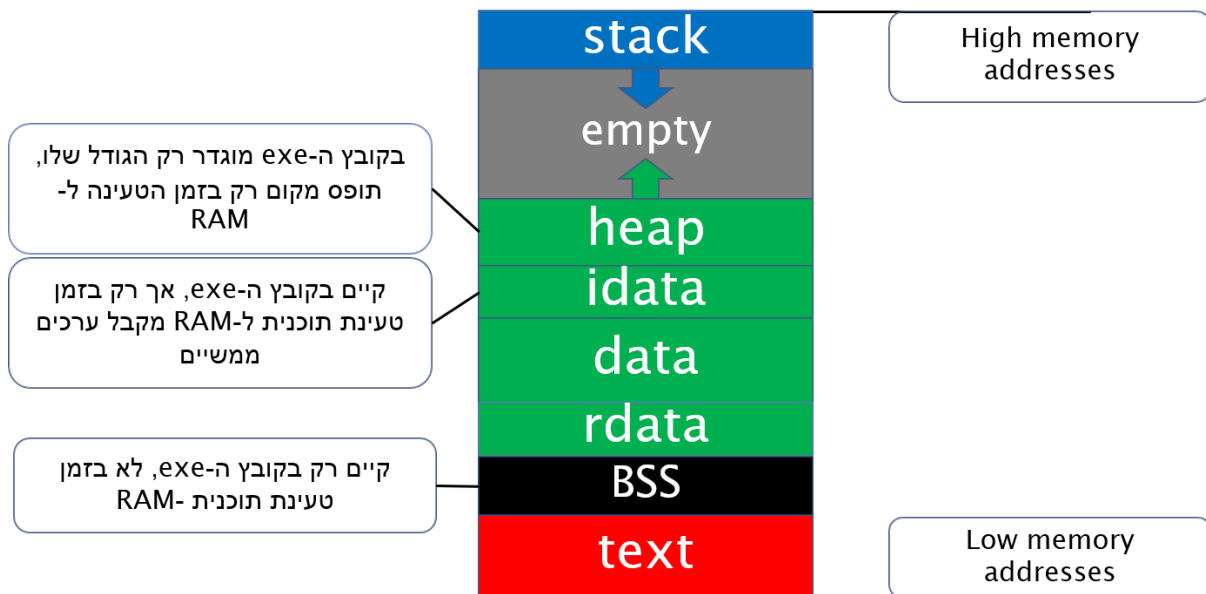 stack
High memory
addresses
empty
בקובץ ה-exe מוגדר רק הגודל שלו,
תופס מקום רק בזמן הטעינה ל-
RAM
heap
קיים בקובץ ה-exe, אך רק בזמן
טעינת תוכנית ל-RAM מקבל ערכים
ממשיים
idata
data
rdata
קיים רק בקובץ ה-exe, לא בזמן
טעינת תוכנית -RAM
BSS
text
Low memory
addresses